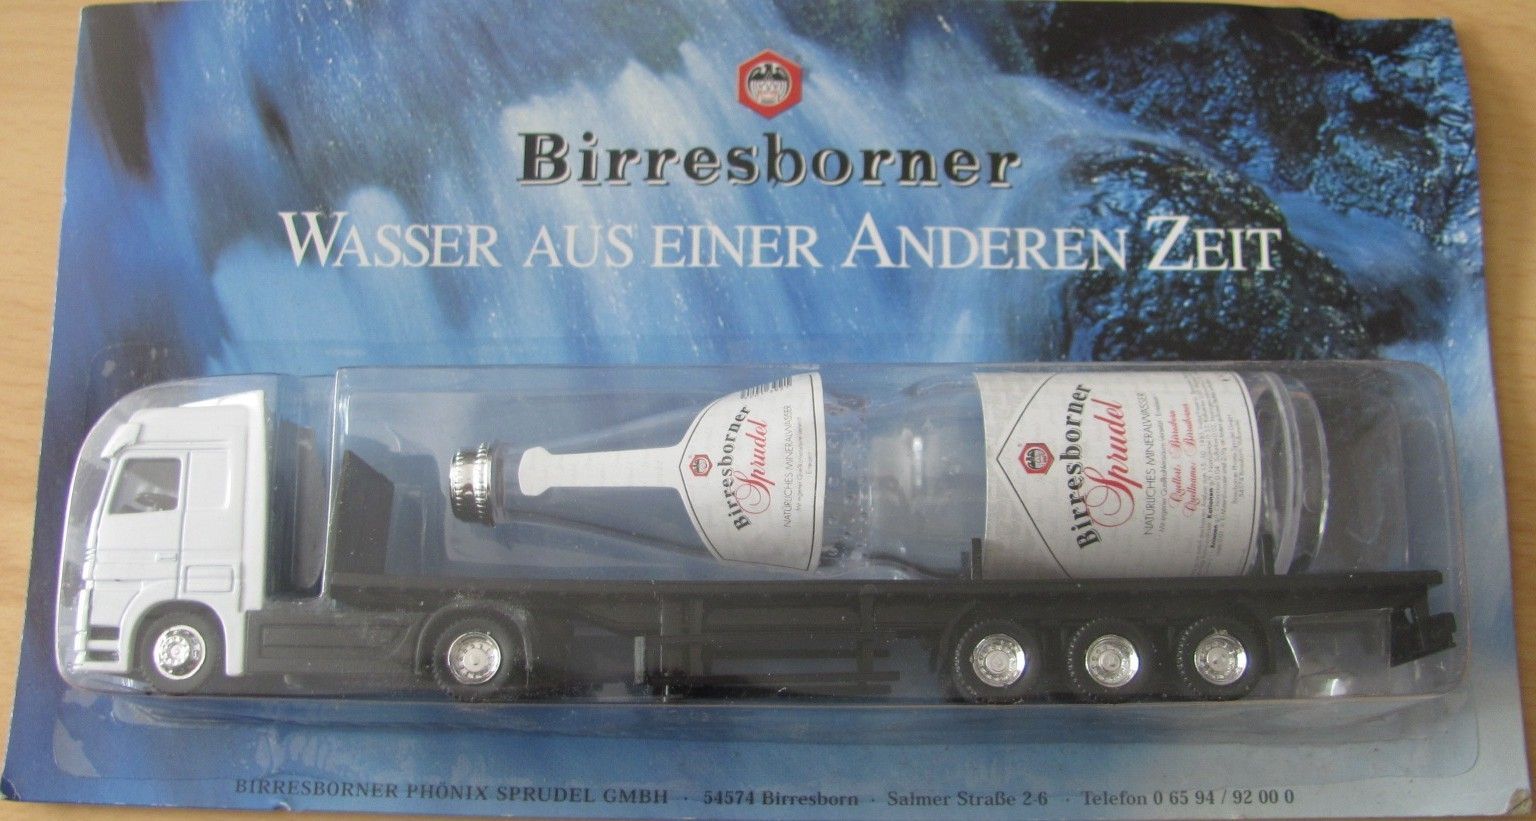 Birresborner
WASSER AUS EINER ANDEREN ZEIT
Birresborner
Sprudel
NATÜRLICHES MINERALWASSER
Birresborner
Sprudel
NATÜRLICHES MINERALWASSER
BIRRESBORNER PHÖNIX SPRUDEL GMBH · 54574 Birresborn · Salmer Straße 2-6 · Telefon 0 65 94 / 92 00 0